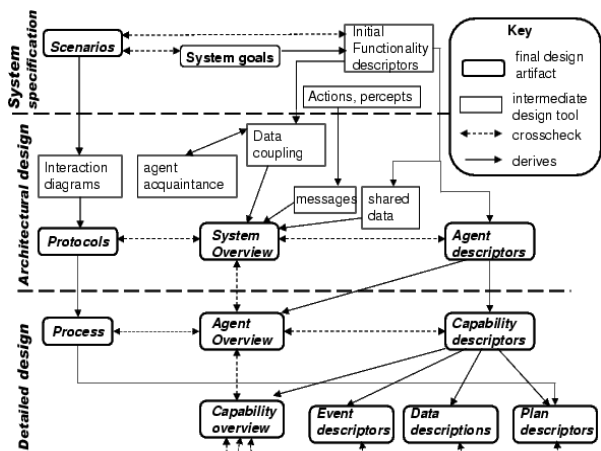 System
specification
Scenarios
System goals
Initial
Functionality
descriptors
Actions, percepts
Key
final design
artifact
intermediate
design tool
crosscheck
derives
Architectural design
Interaction
diagrams
agent
acquaintance
Data
coupling
messages
shared
data
Protocols
System
Overview
Agent
descriptors
Detailed design
Process
Agent
Overview
Capability
descriptors
Capability
overview
Event
descriptors
Data
descriptions
Plan
descriptors